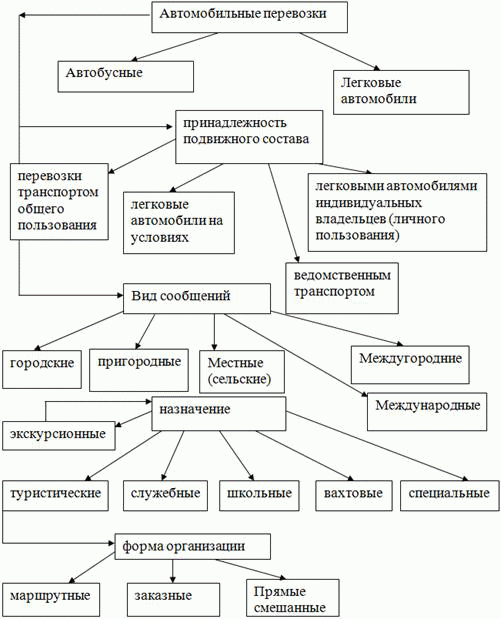 Автомобильные перевозки
Автобусные
Легковые
автомобили
принадлежность
подвижного состава
перевозки
транспортом
общего
пользования
легковые
автомобили на
условиях
легковыми автомобилями
индивидуальных
владельцев (личного
пользования)
ведомственным
транспортом
Вид сообщений
городские
пригородные
Местные
(сельские)
Междугородние
Международные
назначение
экскурсионные
туристические
служебные
школьные
вахтовые
специальные
форма организации
маршрутные
заказные
Прямые
смешанные